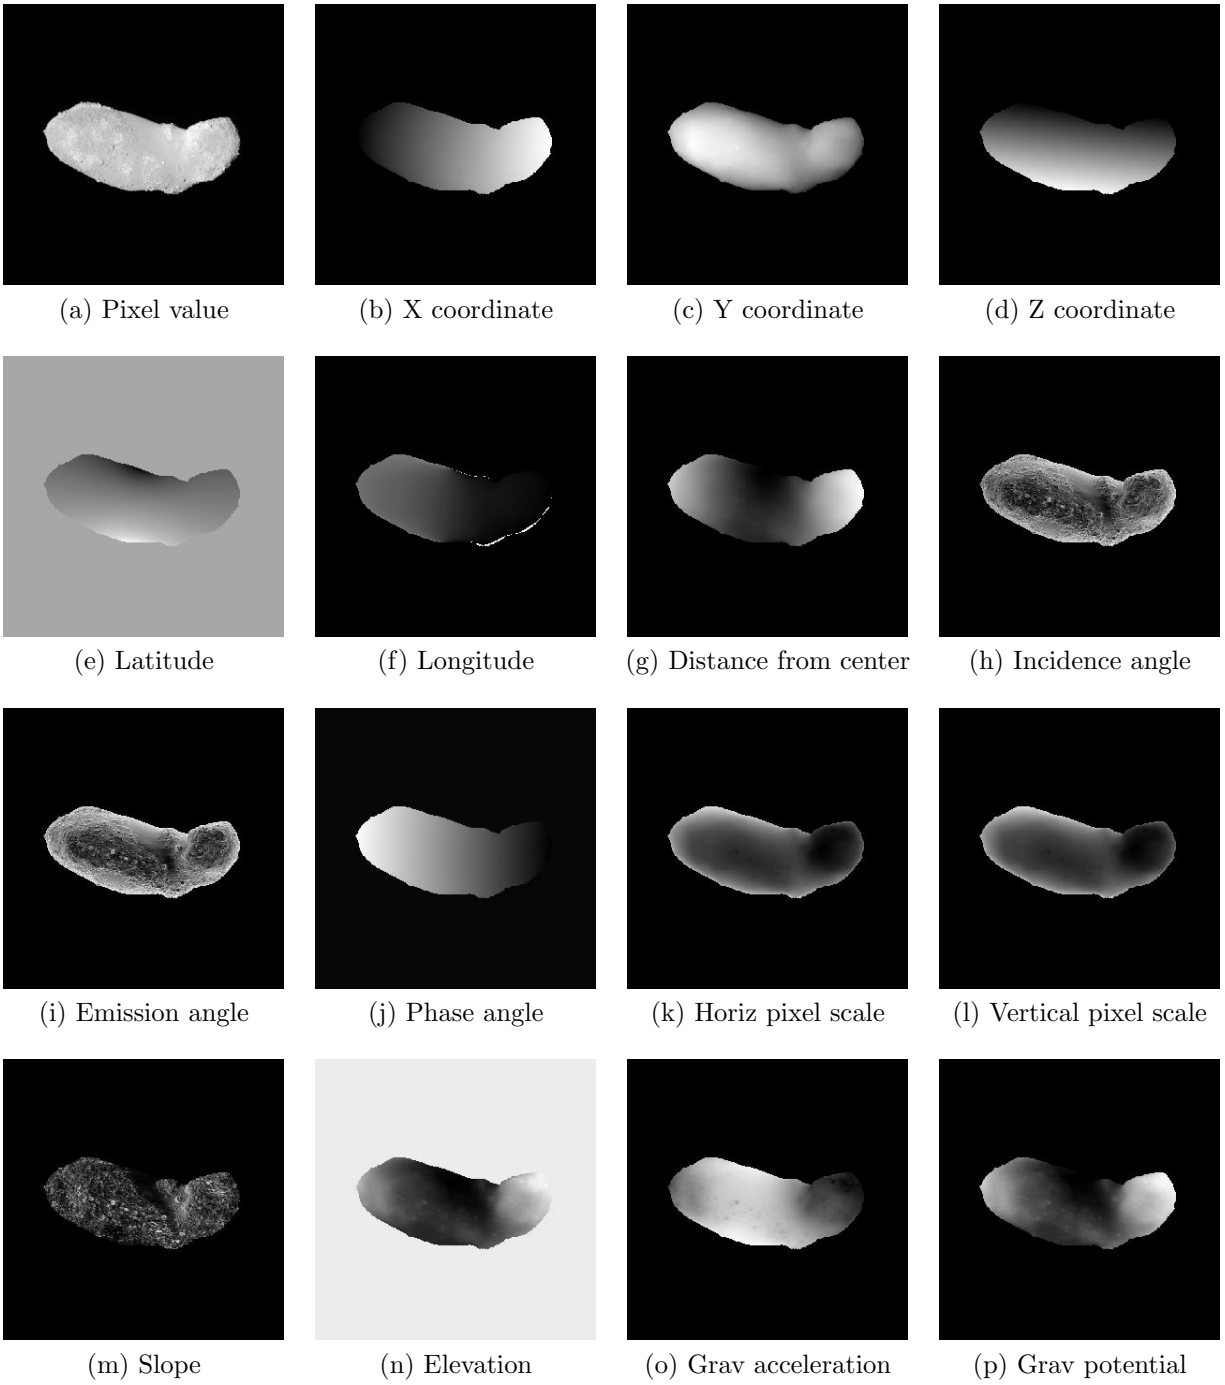 (a) Pixel value
(b) X coordinate
(c) Y coordinate
(d) Z coordinate
(e) Latitude
(f) Longitude
(g) Distance from center
(h) Incidence angle
(i) Emission angle
(j) Phase angle
(k) Horiz pixel scale
(l) Vertical pixel scale
(m) Slope
(n) Elevation
(o) Grav acceleration
(p) Grav potential